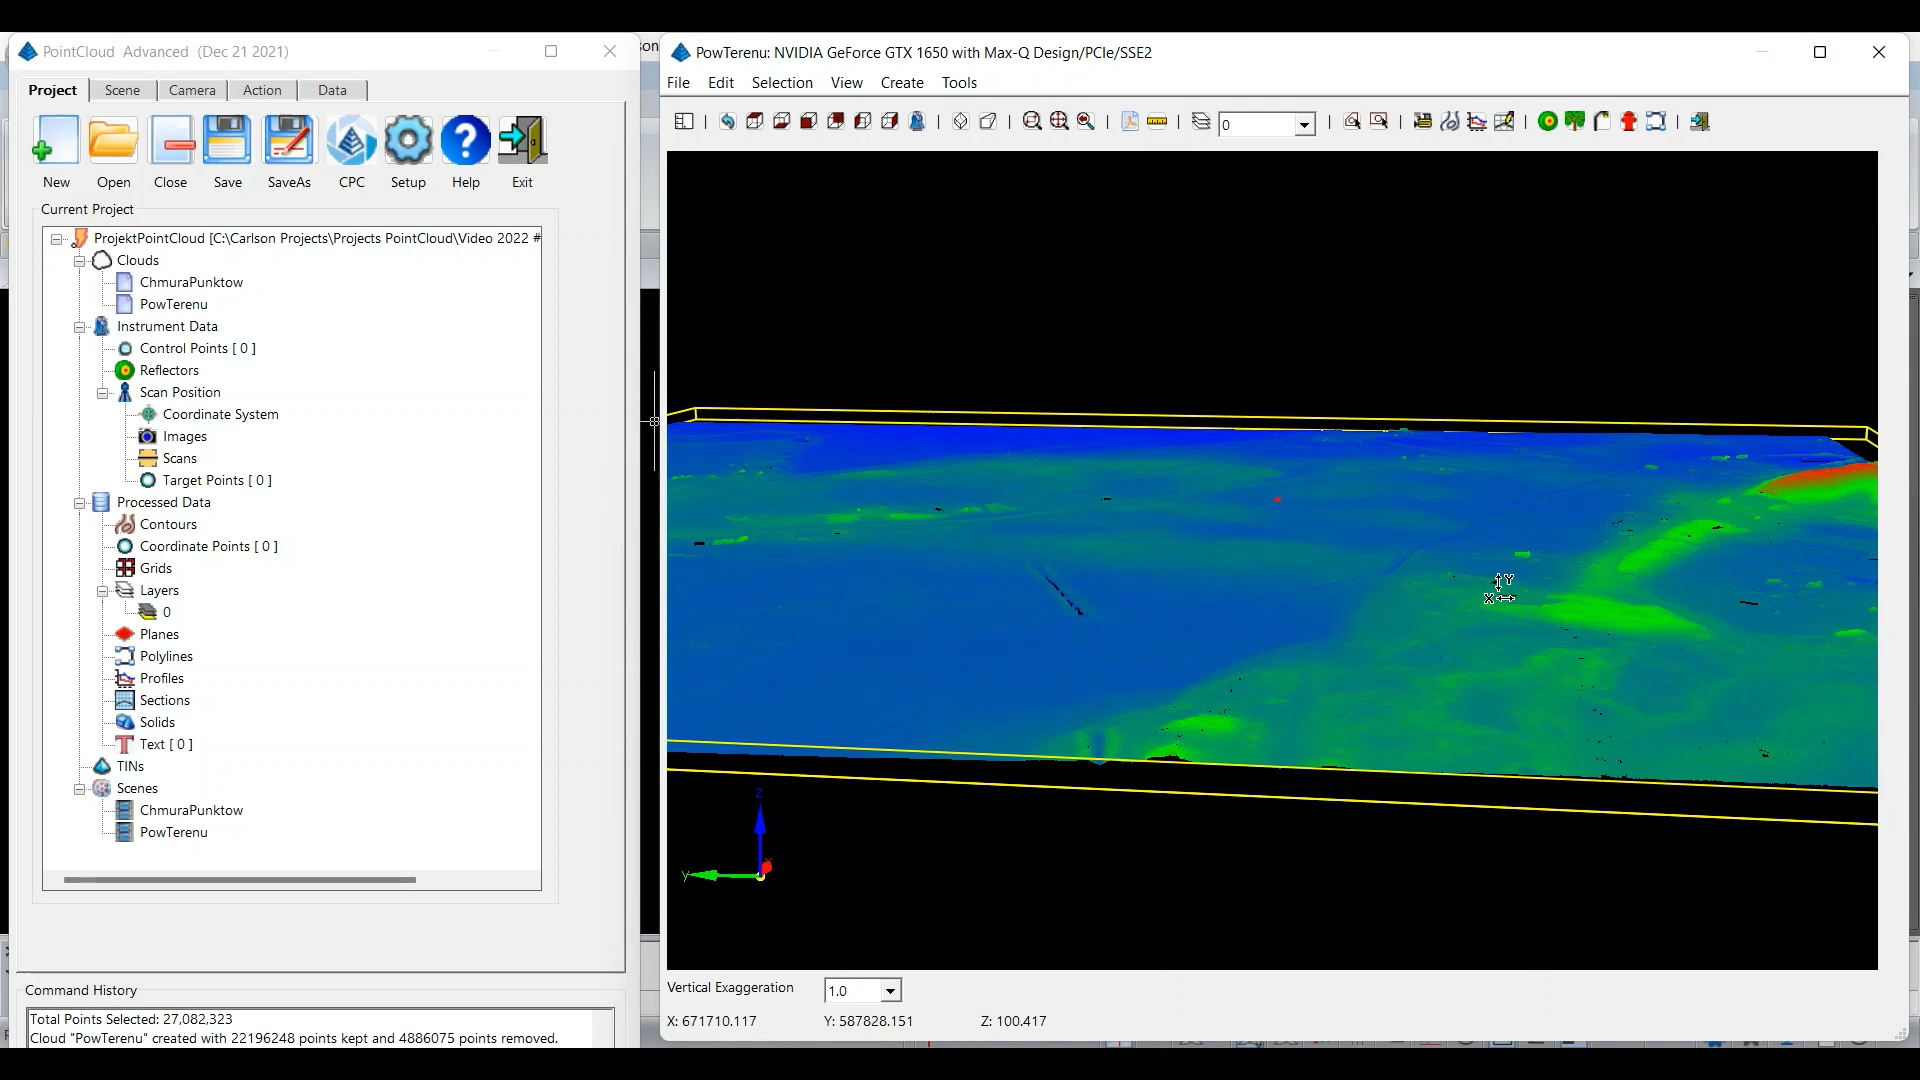 PointCloud Advanced (Dec 21 2021)
Project
Scene
Camera
Action
Data
New
Open
Close
Save
SaveAs
CPC
Setup
Help
Exit
Current Project
ProjektPointCloud [C:\Carlson Projects\Projects PointCloud\Video 2022 #
Clouds
ChmuraPunktow
PowTerenu
Instrument Data
Control Points [ 0 ]
Reflectors
Scan Position
Coordinate System
Images
Scans
Target Points [ 0 ]
Processed Data
Contours
Coordinate Points [ 0 ]
Grids
Layers
0
Planes
Polylines
Profiles
Sections
Solids
Text [ 0 ]
TINs
Scenes
ChmuraPunktow
PowTerenu
Command History
Total Points Selected: 27,082,323
Cloud "PowTerenu" created with 22196248 points kept and 4886075 points removed.
son
PowTerenu: NVIDIA GeForce GTX 1650 with Max-Q Design/PCIe/SSE2
File Edit Selection View Create Tools
0
Y
X
z
y
x
Vertical Exaggeration
1.0
X: 671710.117 Y: 587828.151 Z: 100.417